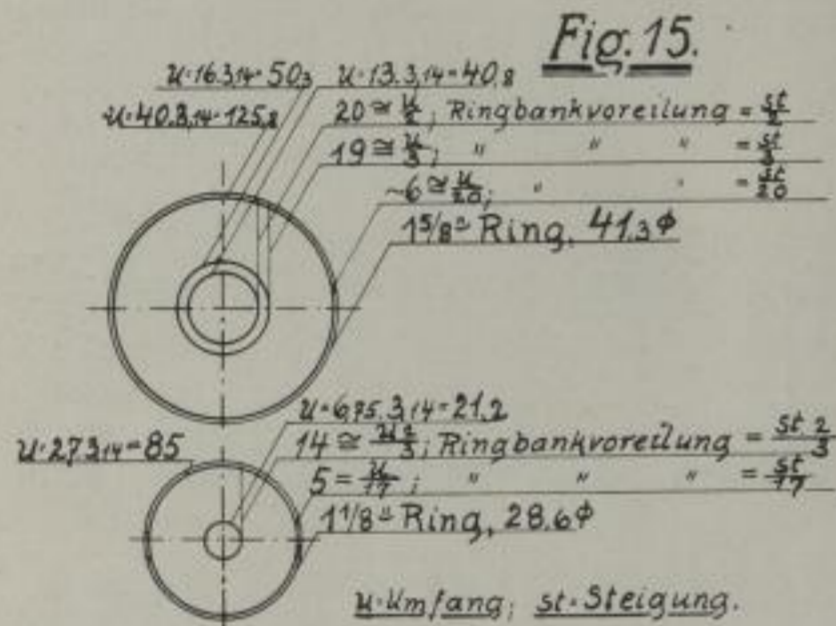 Fig. 15.
U=16.3,14=50,3 U=13.3,14=40,8
U=40.3,14=125,8 20≅u/2; Ringbankvoreilung = st/2
19≅u/3; " " " = st/3
~6≅u/20; " " = st/20
1 5/8" Ring, 41,3 ϕ
U=6,75.3,14=21,2
U=27.3,14=85 14≅u2/3; Ringbankvoreilung = st 2/3
5=u/17; " " " = st/17
1 1/8" Ring, 28,6 ϕ
u=Umfang; st=Steigung.